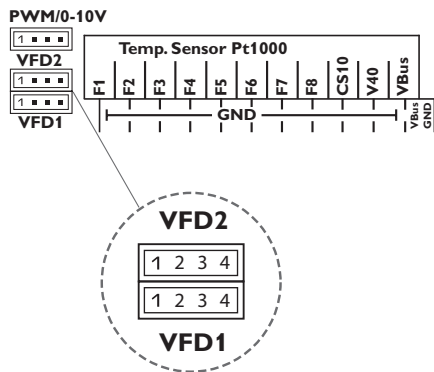 PWM/0-10V
1
VFD2
1
1
VFD1
Temp. Sensor Pt1000
F1 F2 F3 F4 F5 F6 F7 F8 CS10 V40 VBus
GND
VBus GND
VFD2
1 2 3 4
1 2 3 4
VFD1